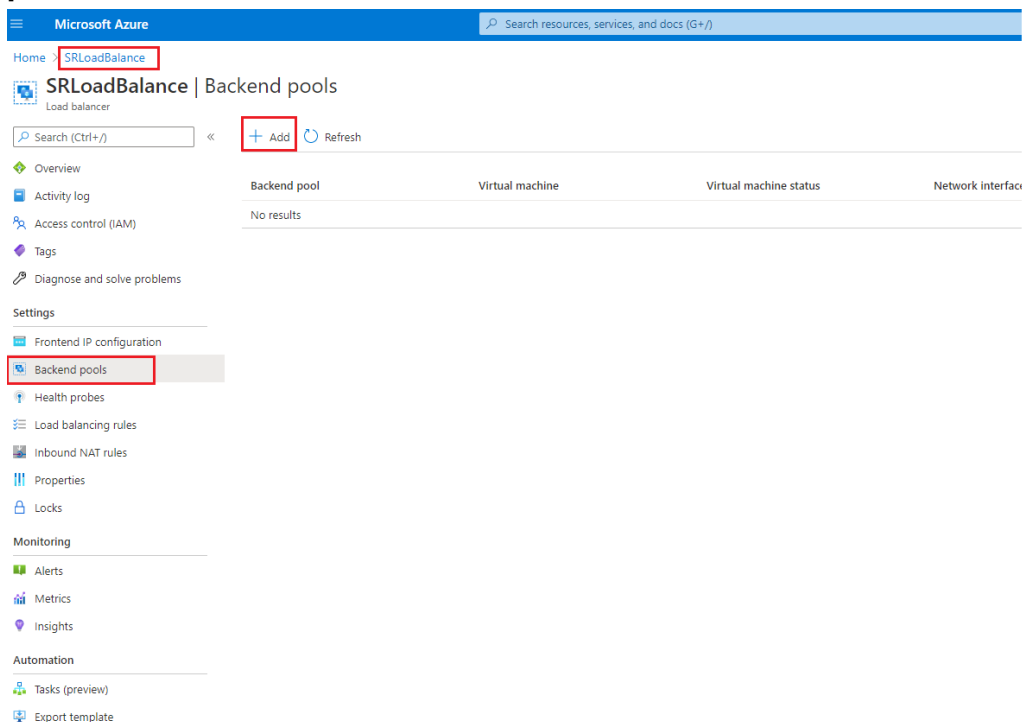 Microsoft Azure
Search resources, services, and docs (G+/)
Home > SRLoadBalance
SRLoadBalance | Backend pools
Load balancer
Search (Ctrl+/)
«
Add
Refresh
Overview
Activity log
Access control (IAM)
Tags
Diagnose and solve problems
Settings
Frontend IP configuration
Backend pools
Health probes
Load balancing rules
Inbound NAT rules
Properties
Locks
Monitoring
Alerts
Metrics
Insights
Automation
Tasks (preview)
Export template
Backend pool Virtual machine Virtual machine status Network interface
No results